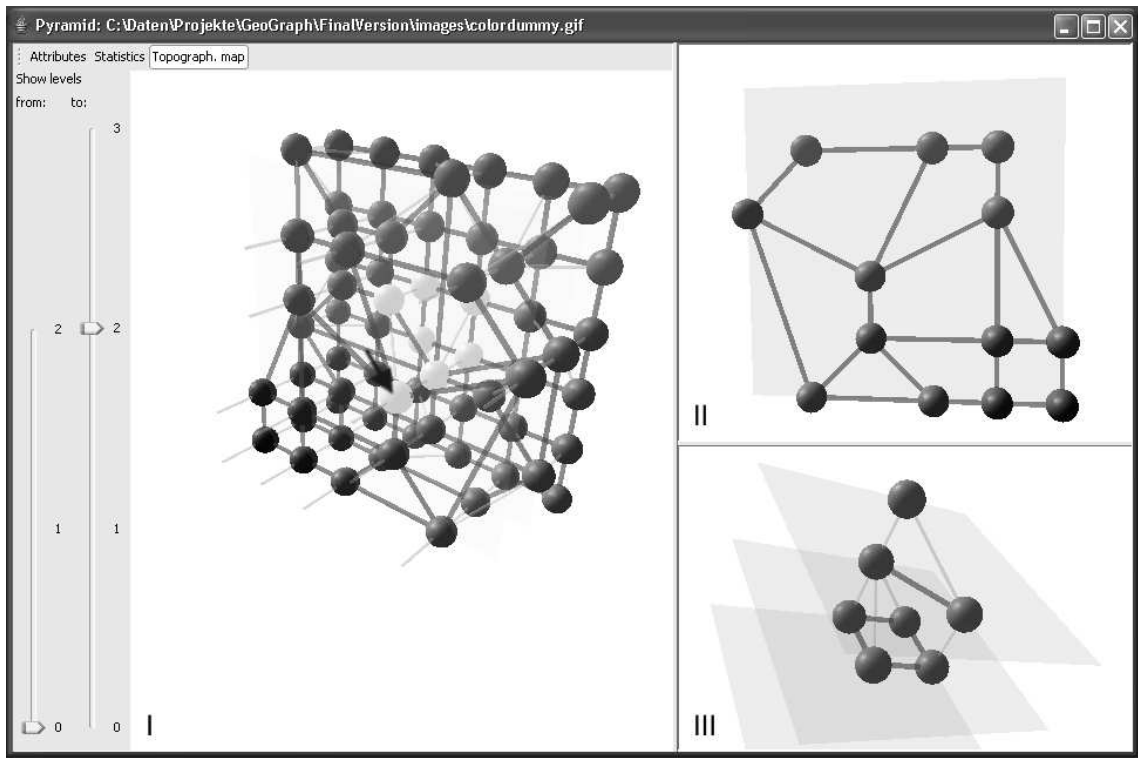 Pyramid: C:\Daten\Projekte\GeoGraph\FinalVersion\images\colordummy.gif
Attributes Statistics Topograph. map
Show levels
from: to:
3
2 2
1 1
0 0
I
II
III